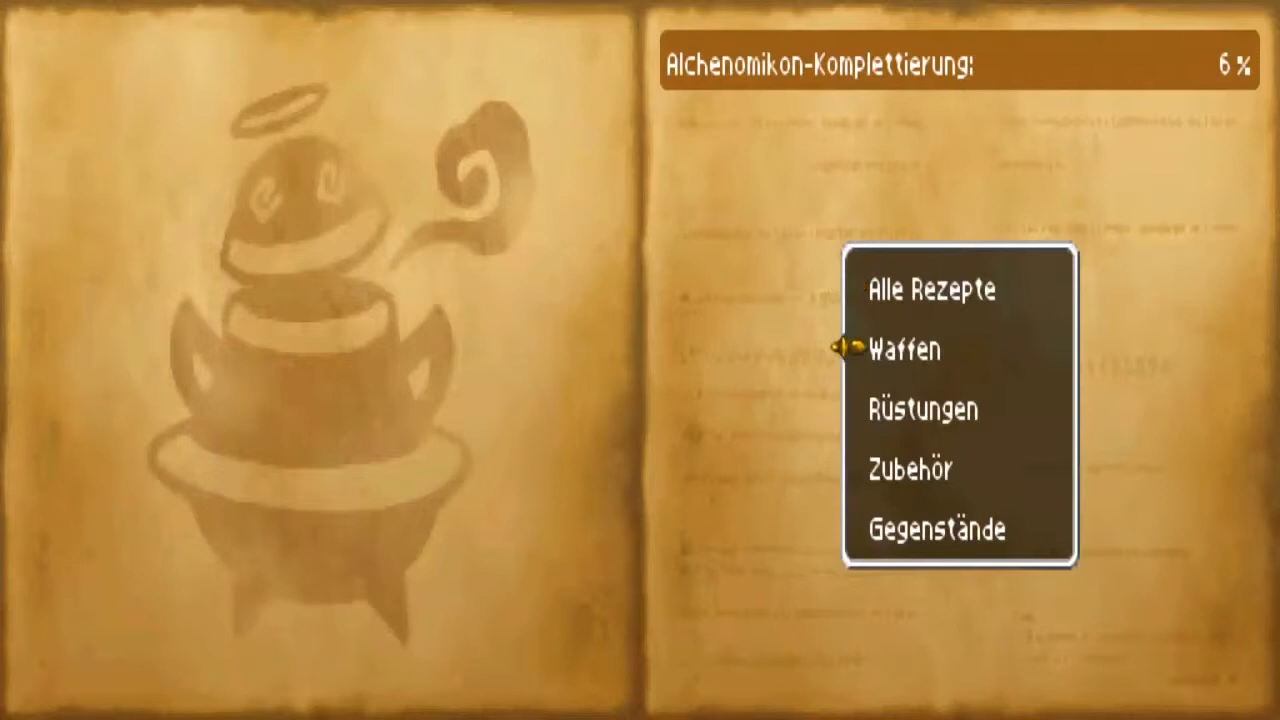 Alchenomikon-Komplettierung: 6 %
Alle Rezepte
Waffen
Rüstungen
Zubehör
Gegenstände